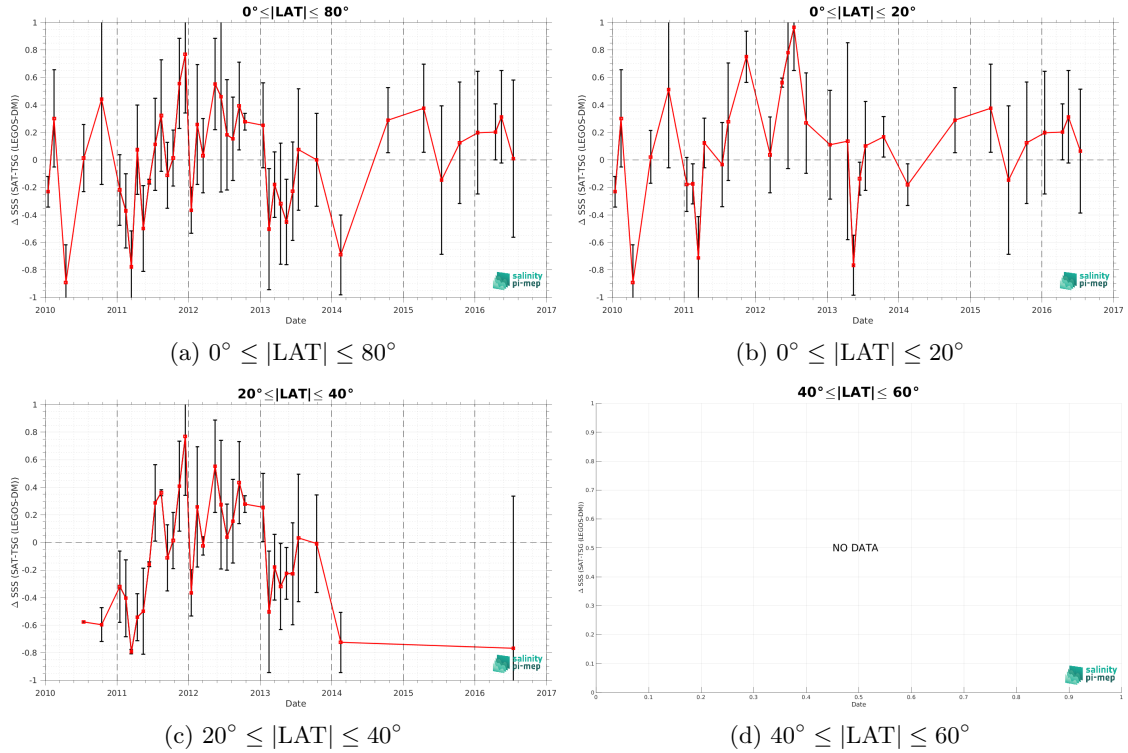 0°≤|LAT|≤ 80°
Δ SSS (SAT-TSG (LEGOS-DM))
1
0.8
0.6
0.4
0.2
0
-0.2
-0.4
-0.6
-0.8
-1
2010 2011 2012 2013 2014 2015 2016 2017
Date
salinity
pi-mep
(a) 0° ≤ |LAT| ≤ 80°
0°≤|LAT|≤ 20°
Δ SSS (SAT-TSG (LEGOS-DM))
1
0.8
0.6
0.4
0.2
0
-0.2
-0.4
-0.6
-0.8
-1
2010 2011 2012 2013 2014 2015 2016 2017
Date
salinity
pi-mep
(b) 0° ≤ |LAT| ≤ 20°
20°≤|LAT|≤ 40°
Δ SSS (SAT-TSG (LEGOS-DM))
1
0.8
0.6
0.4
0.2
0
-0.2
-0.4
-0.6
-0.8
-1
2010 2011 2012 2013 2014 2015 2016 2017
Date
salinity
pi-mep
(c) 20° ≤ |LAT| ≤ 40°
40°≤|LAT|≤ 60°
Δ SSS (SAT-TSG (LEGOS-DM))
1
0.9
0.8
0.7
0.6
0.5
0.4
0.3
0.2
0.1
0
NO DATA
0 0.1 0.2 0.3 0.4 0.5 0.6 0.7 0.8 0.9 1
Date
salinity
pi-mep
(d) 40° ≤ |LAT| ≤ 60°